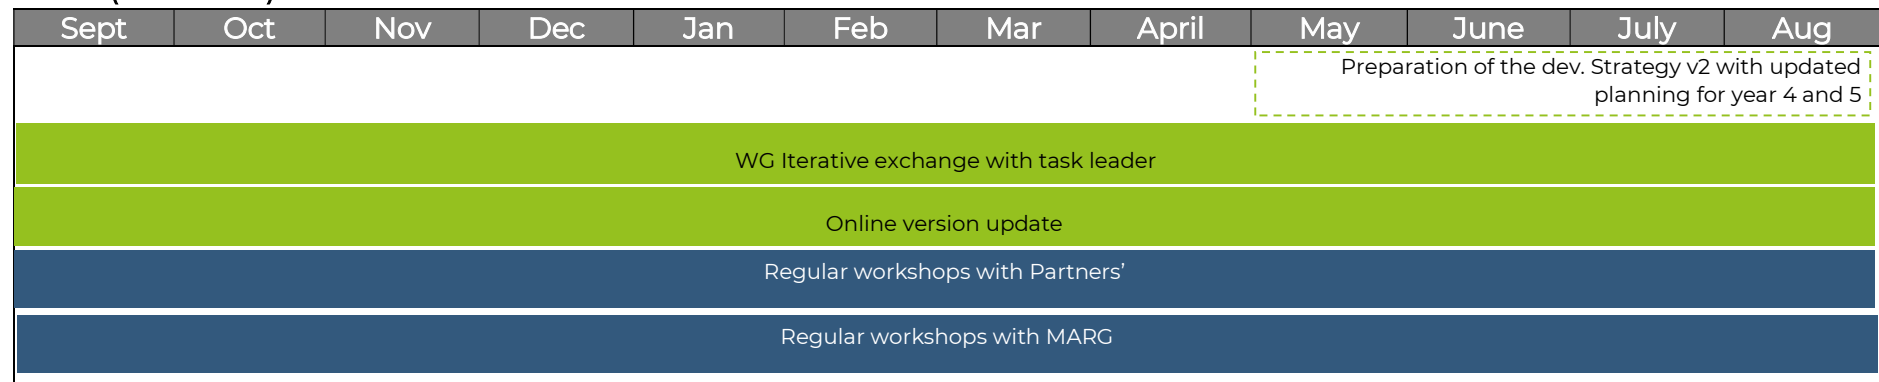 Sept Oct Nov Dec Jan Feb Mar April May June July Aug
Preparation of the dev. Strategy v2 with updated
planning for year 4 and 5
WG Iterative exchange with task leader
Online version update
Regular workshops with Partners’
Regular workshops with MARG